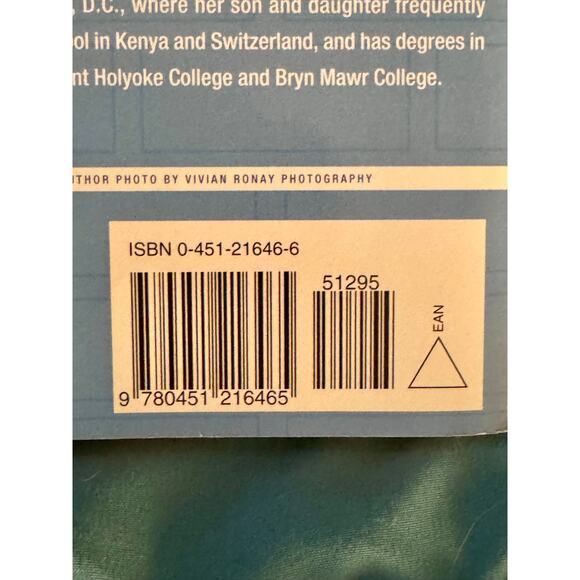 , D.C., where her son and daughter frequently
ol in Kenya and Switzerland, and has degrees in
nt Holyoke College and Bryn Mawr College.
THOR PHOTO BY VIVIAN RONAY PHOTOGRAPHY
ISBN 0-451-21646-6
51295
EAN
9 780451 216465